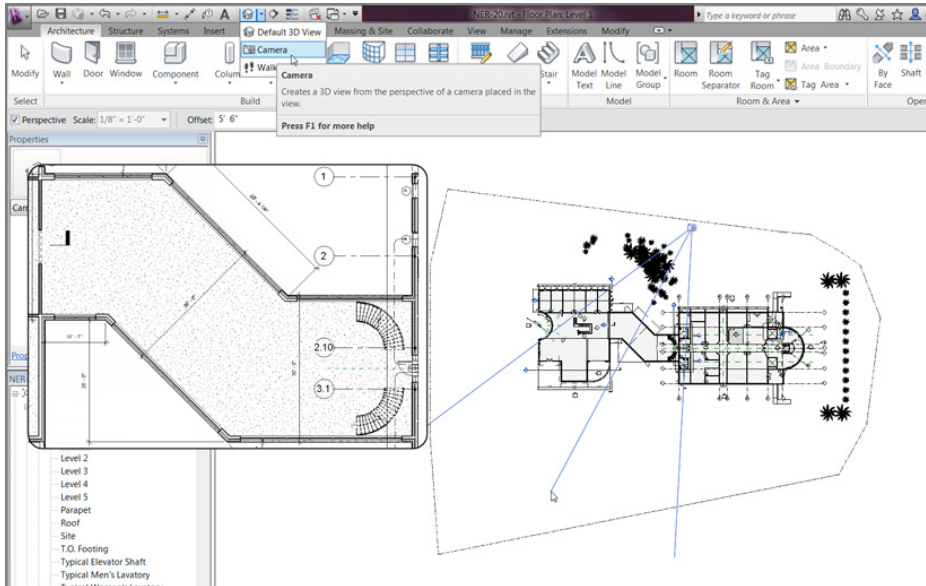 NER-20.rvt - Floor Plan: Level 1
Type a keyword or phrase
Architecture Structure Systems Insert Default 3D View Massing & Site Collaborate View Manage Extensions Modify
Camera
Modify Wall Door Window Component Stair Model Text Model Line Model Group Room Room Separator Tag Room Area Area Boundary Tag Area By Face Shaft
Camera
Creates a 3D view from the perspective of a camera placed in the view.
Press F1 for more help
Select Build Model Room & Area
Perspective Scale: 1/8" = 1'-0" Offset: 5' 6"
Properties
1
2
2.10
3.1
Level 2
Level 3
Level 4
Level 5
Parapet
Roof
Site
T.O. Footing
Typical Elevator Shaft
Typical Men's Lavatory